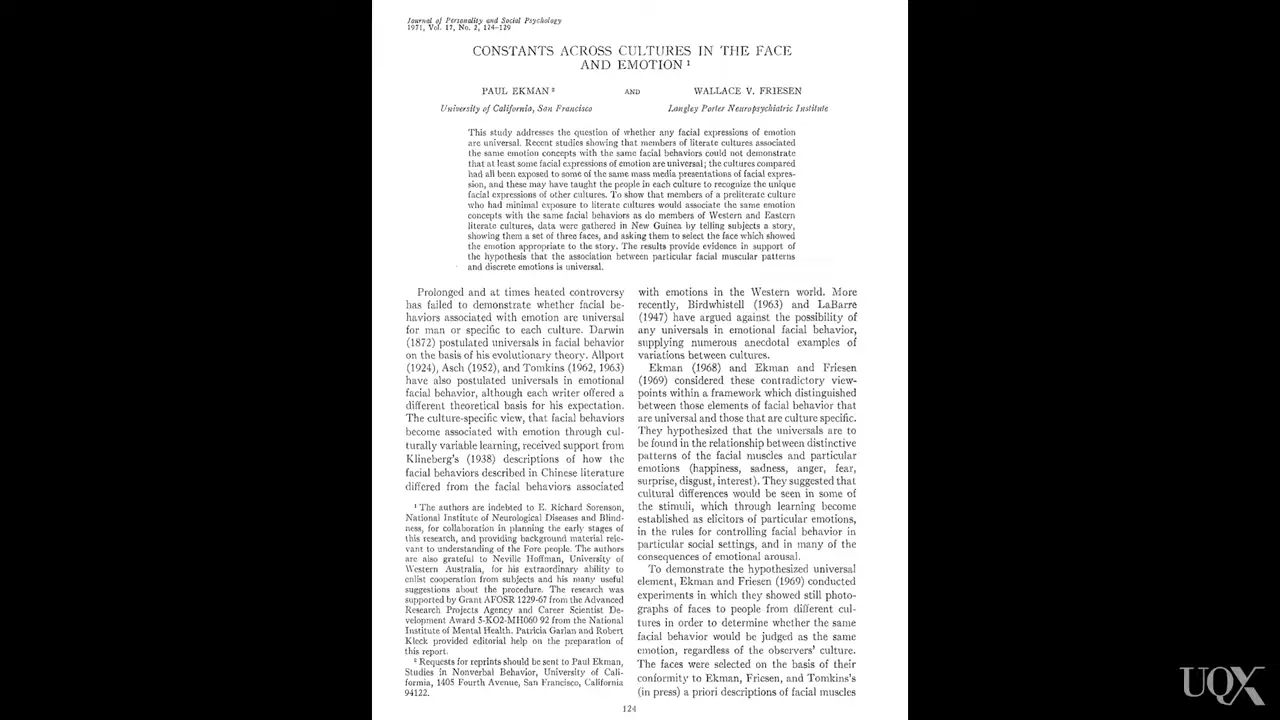 Journal of Personality and Social Psychology
1971, Vol. 17, No. 2, 124-129
CONSTANTS ACROSS CULTURES IN THE FACE
AND EMOTION 1
PAUL EKMAN 2 AND WALLACE V. FRIESEN
University of California, San Francisco Langley Porter Neuropsychiatric Institute
This study addresses the question of whether any facial expressions of emotion
are universal. Recent studies showing that members of literate cultures associated
the same emotion concepts with the same facial behaviors could not demonstrate
that at least some facial expressions of emotion are universal; the cultures compared
had all been exposed to some of the same mass media presentations of facial expres-
sion, and these may have taught the people in each culture to recognize the unique
facial expressions of other cultures. To show that members of a preliterate culture
who had minimal exposure to literate cultures would associate the same emotion
concepts with the same facial behaviors as do members of Western and Eastern
literate cultures, data were gathered in New Guinea by telling subjects a story,
showing them a set of three faces, and asking them to select the face which showed
the emotion appropriate to the story. The results provide evidence in support of
the hypothesis that the association between particular facial muscular patterns
and discrete emotions is universal.
Prolonged and at times heated controversy
has failed to demonstrate whether facial be-
haviors associated with emotion are universal
for man or specific to each culture. Darwin
(1872) postulated universals in facial behavior
on the basis of his evolutionary theory. Allport
(1924), Asch (1952), and Tomkins (1962, 1963)
have also postulated universals in emotional
facial behavior, although each writer offered a
different theoretical basis for his expectation.
The culture-specific view, that facial behaviors
become associated with emotion through cul-
turally variable learning, received support from
Klineberg's (1938) descriptions of how the
facial behaviors described in Chinese literature
differed from the facial behaviors associated
1 The authors are indebted to E. Richard Sorenson,
National Institute of Neurological Diseases and Blind-
ness, for collaboration in planning the early stages of
this research, and providing background material rele-
vant to understanding of the Fore people. The authors
are also grateful to Neville Hoffman, University of
Western Australia, for his extraordinary ability to
enlist cooperation from subjects and his many useful
suggestions about the procedure. The research was
supported by Grant AFOSR 1229-67 from the Advanced
Research Projects Agency and Career Scientist De-
velopment Award 5-KO2-MH060 92 from the National
Institute of Mental Health. Patricia Garlan and Robert
Kleck provided editorial help on the preparation of
this report.
2 Requests for reprints should be sent to Paul Ekman,
Studies in Nonverbal Behavior, University of Cali-
fornia, 1405 Fourth Avenue, San Francisco, California
94122.
with emotions in the Western world. More
recently, Birdwhistell (1963) and LaBarre
(1947) have argued against the possibility of
any universals in emotional facial behavior,
supplying numerous anecdotal examples of
variations between cultures.
Ekman (1968) and Ekman and Friesen
(1969) considered these contradictory view-
points within a framework which distinguished
between those elements of facial behavior that
are universal and those that are culture specific.
They hypothesized that the universals are to
be found in the relationship between distinctive
patterns of the facial muscles and particular
emotions (happiness, sadness, anger, fear,
surprise, disgust, interest). They suggested that
cultural differences would be seen in some of
the stimuli, which through learning become
established as elicitors of particular emotions,
in the rules for controlling facial behavior in
particular social settings, and in many of the
consequences of emotional arousal.
To demonstrate the hypothesized universal
element, Ekman and Friesen (1969) conducted
experiments in which they showed still photo-
graphs of faces to people from different cul-
tures in order to determine whether the same
facial behavior would be judged as the same
emotion, regardless of the observers' culture.
The faces were selected on the basis of their
conformity to Ekman, Friesen, and Tomkins's
(in press) a priori descriptions of facial muscles
124
UQX